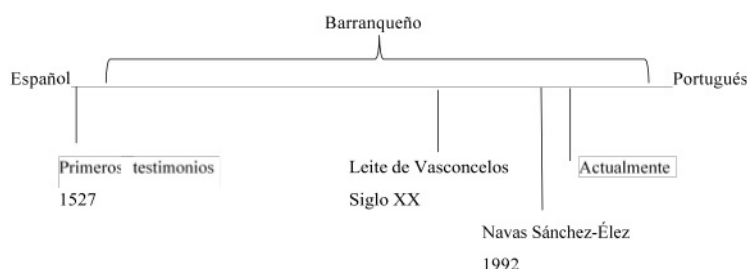 Barranqueño
Español
Portugués
Primeros testimonios
1527
Leite de Vasconcelos
Siglo XX
Actualmente
Navas Sánchez-Élez
1992